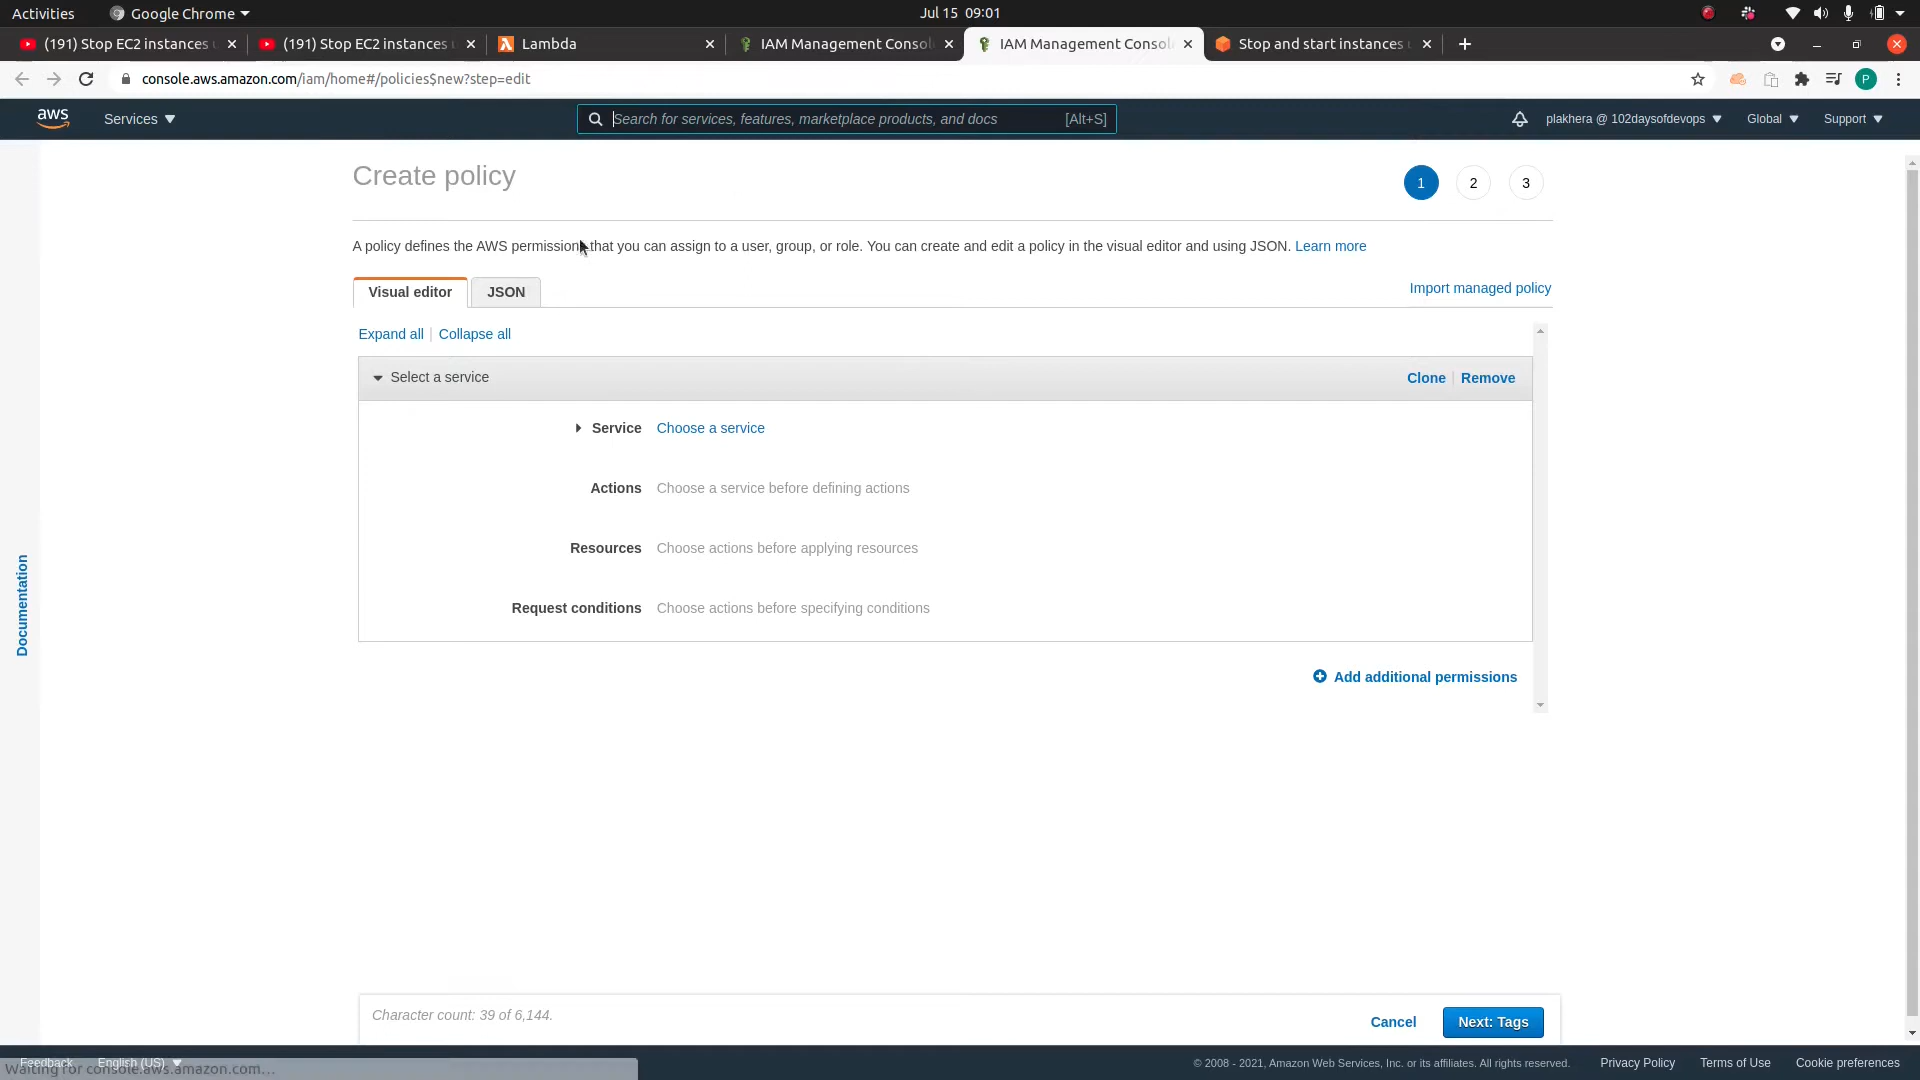 Activities
Google Chrome
Jul 15 09:01
(191) Stop EC2 instances
(191) Stop EC2 instances
Lambda
IAM Management Consol
IAM Management Consol
Stop and start instances
console.aws.amazon.com/iam/home#/policies$new?step=edit
P
aws
Services
Search for services, features, marketplace products, and docs
[Alt+S]
plakhera @ 102daysofdevops
Global
Support
Create policy
1
2
3
A policy defines the AWS permissions that you can assign to a user, group, or role. You can create and edit a policy in the visual editor and using JSON. Learn more
Visual editor
JSON
Import managed policy
Expand all | Collapse all
Select a service
Clone | Remove
Service Choose a service
Actions Choose a service before defining actions
Resources Choose actions before applying resources
Request conditions Choose actions before specifying conditions
Add additional permissions
Documentation
Character count: 39 of 6,144.
Cancel
Next: Tags
Feedback
English (US)
Waiting for console.aws.amazon.com...
© 2008 - 2021, Amazon Web Services, Inc. or its affiliates. All rights reserved.
Privacy Policy
Terms of Use
Cookie preferences